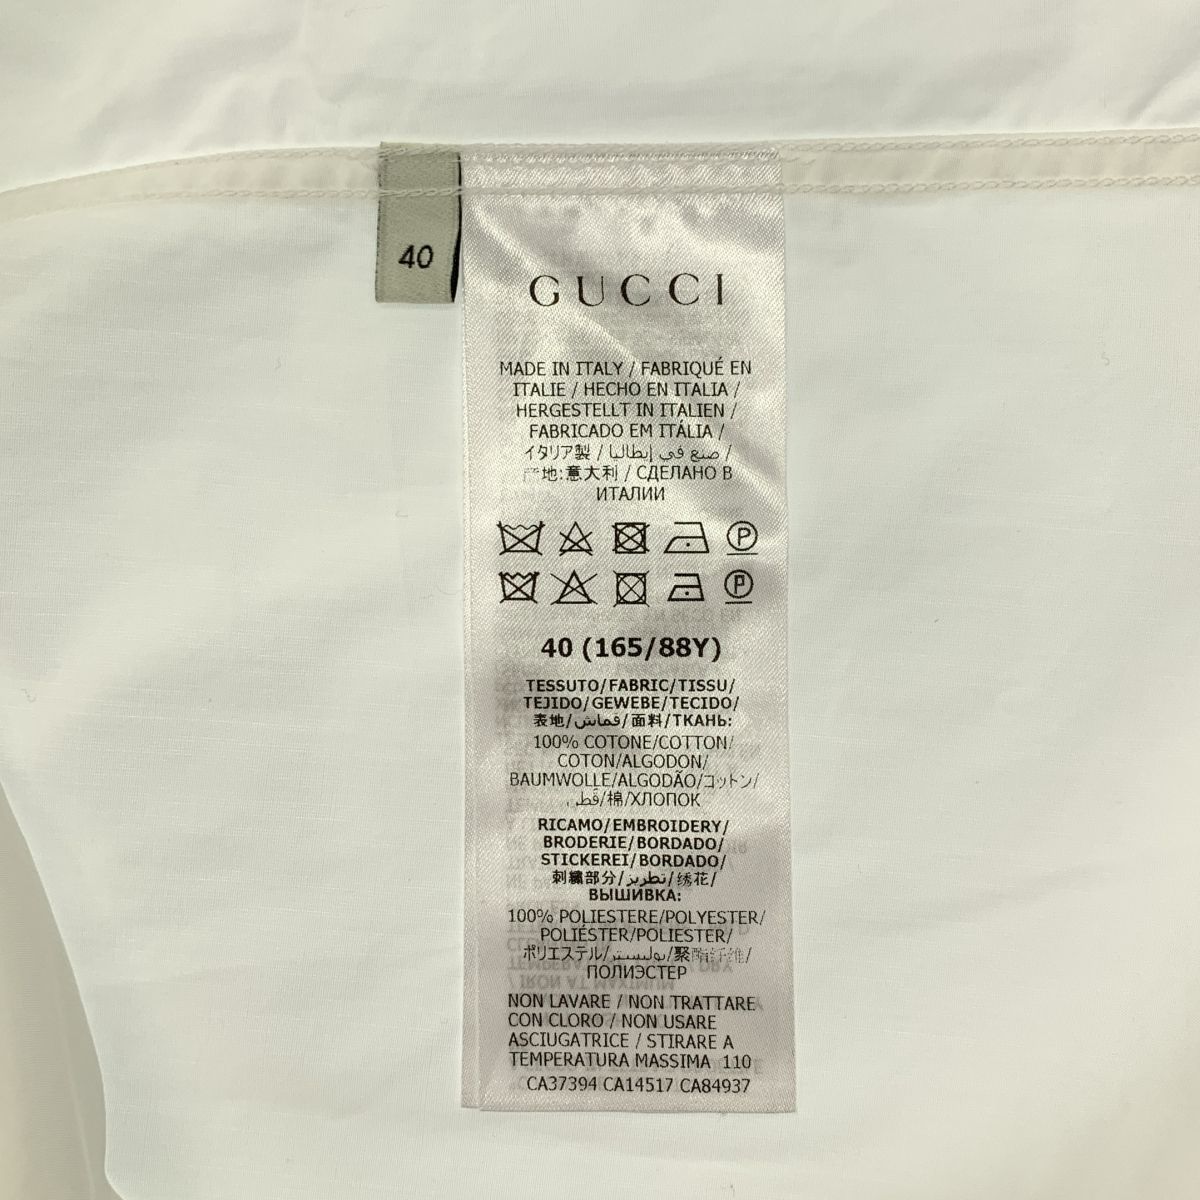 40
GUCCI
MADE IN ITALY / FABRIQUÉ EN
ITALIE / HECHO EN ITALIA /
HERGESTELLT IN ITALIEN /
FABRICADO EM ITÁLIA /
イタリア製 / صنع في إيطاليا /
地:意大利 / СДЕЛАНО В
ИТАЛИИ
P
P
40 (165/88Y)
TESSUTO/FABRIC/TISSU/
TEJIDO/GEWEBE/TECIDO/
表地/قماش/面料/ТКАНЬ:
100% COTONE/COTTON/
COTON/ALGODON/
BAUMWOLLE/ALGODÃO/コットン/
قطن/棉/ХЛОПОК
RICAMO/EMBROIDERY/
BRODERIE/BORDADO/
STICKEREI/BORDADO/
刺繍部分/تطريز/绣花/
ВЫШИВКА:
100% POLIESTERE/POLYESTER/
POLIÉSTER/POLIESTER/
ポリエステル/بوليستر/聚酯纤维/
ПОЛИЭСТЕР
NON LAVARE / NON TRATTARE
CON CLORO / NON USARE
ASCIUGATRICE / STIRARE A
TEMPERATURA MASSIMA 110
CA37394 CA14517 CA84937